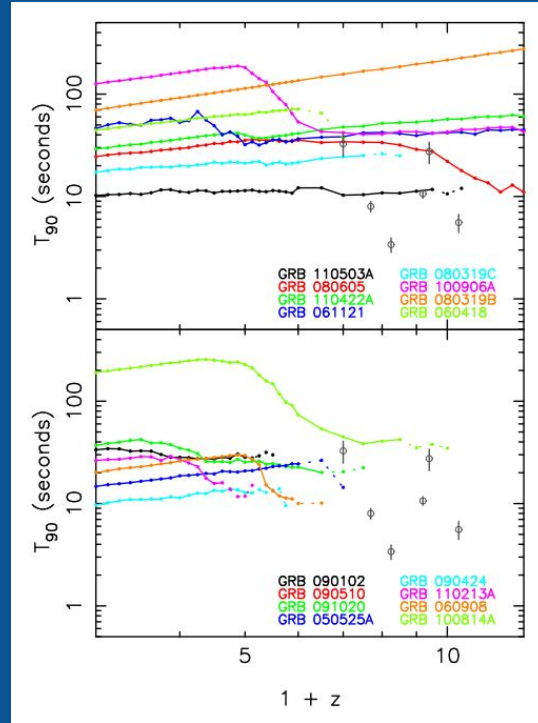 100
10
1
T90 (seconds)
GRB 110503A GRB 080319C
GRB 080605 GRB 100906A
GRB 110422A GRB 080319B
GRB 061121 GRB 060418
100
10
1
T90 (seconds)
GRB 090102 GRB 090424
GRB 090510 GRB 110213A
GRB 091020 GRB 060908
GRB 050525A GRB 100814A
5 10
1 + z